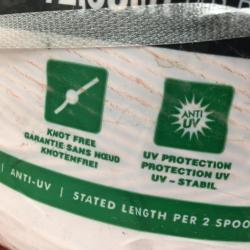 KNOT FREE
GARANTIE SANS NŒUD
KNOTENFREI
ANTI
UV
UV PROTECTION
PROTECTION UV
UV - STABIL
ANTI-UV | STATED LENGTH PER 2 SPOO